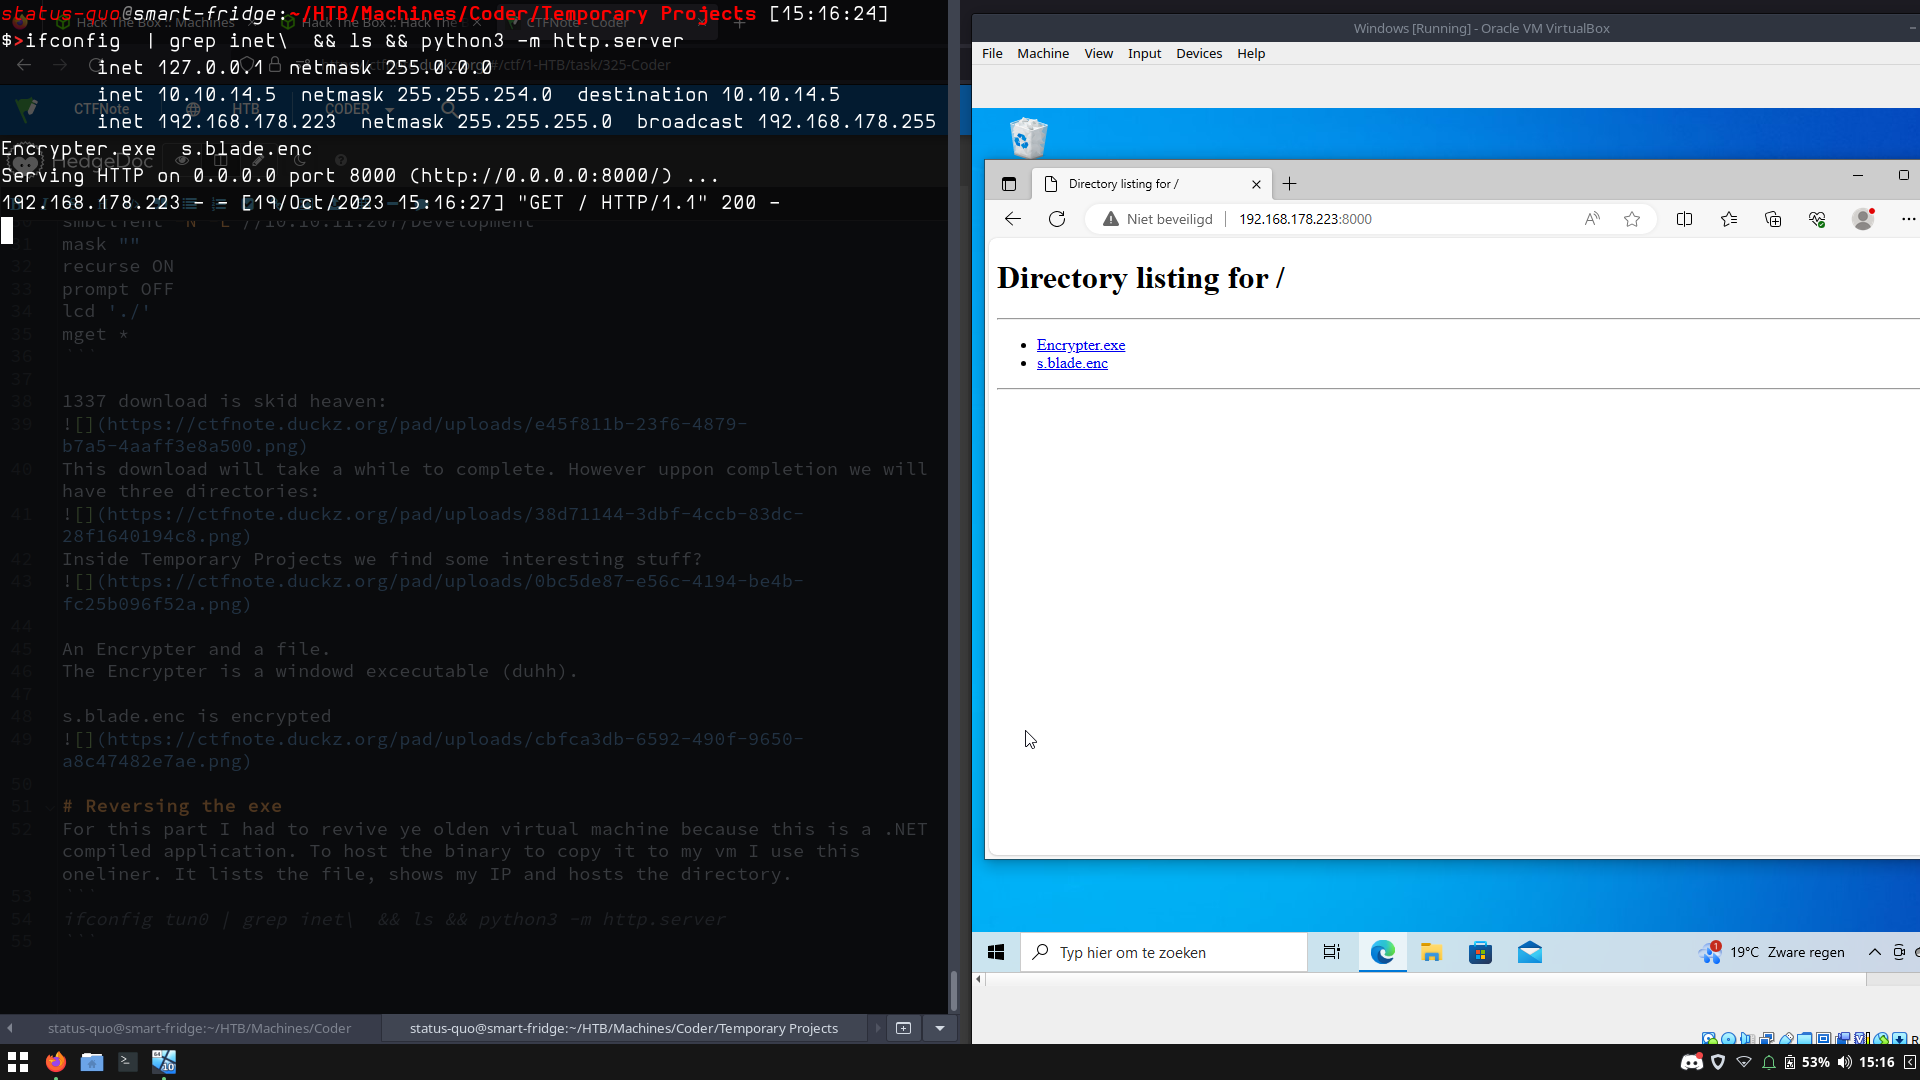 status-quo@smart-fridge:~/HTB/Machines/Coder/Temporary Projects [15:16:24]
$>ifconfig  | grep inet\  && ls && python3 -m http.server
inet 127.0.0.1  netmask 255.0.0.0
inet 10.10.14.5  netmask 255.255.254.0  destination 10.10.14.5
inet 192.168.178.223  netmask 255.255.255.0  broadcast 192.168.178.255
Encrypter.exe  s.blade.enc
Serving HTTP on 0.0.0.0 port 8000 (http://0.0.0.0:8000/) ...
192.168.178.223 - - [19/Oct/2023 15:16:27] "GET / HTTP/1.1" 200 -
CTFNote
HTB
CODER
HedgeDoc
31 mask ""
32 recurse ON
33 prompt OFF
34 lcd './'
35 mget *
36 ```
37
38 1337 download is skid heaven:
39 ![](https://ctfnote.duckz.org/pad/uploads/e45f811b-23f6-4879-
b7a5-4aaff3e8a500.png)
40 This download will take a while to complete. However uppon completion we will
have three directories:
41 ![](https://ctfnote.duckz.org/pad/uploads/38d71144-3dbf-4ccb-83dc-
28f1640194c8.png)
42 Inside Temporary Projects we find some interesting stuff?
43 ![](https://ctfnote.duckz.org/pad/uploads/0bc5de87-e56c-4194-be4b-
fc25b096f52a.png)
44
45 An Encrypter and a file.
46 The Encrypter is a windowd excecutable (duhh).
47
48 s.blade.enc is encrypted
49 ![](https://ctfnote.duckz.org/pad/uploads/cbfca3db-6592-490f-9650-
a8c47482e7ae.png)
50
51 # Reversing the exe
52 For this part I had to revive ye olden virtual machine because this is a .NET
compiled application. To host the binary to copy it to my vm I use this
oneliner. It lists the file, shows my IP and hosts the directory.
53 ```
54 ifconfig tun0 | grep inet\  && ls && python3 -m http.server
55 ```
status-quo@smart-fridge:~/HTB/Machines/Coder
status-quo@smart-fridge:~/HTB/Machines/Coder/Temporary Projects
Windows [Running] - Oracle VM VirtualBox
File Machine View Input Devices Help
Directory listing for /
Niet beveiligd 192.168.178.223:8000
Directory listing for /
Encrypter.exe
s.blade.enc
Typ hier om te zoeken
1
19°C Zware regen
53% 15:16